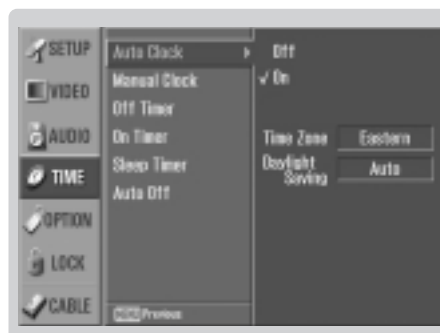 SETUP
VIDEO
AUDIO
TIME
OPTION
LOCK
CABLE
Auto Clock
Manual Clock
Off Timer
On Timer
Sleep Timer
Auto Off
Previous
Off
✓ On
Time Zone Eastern
Daylight
Saving Auto